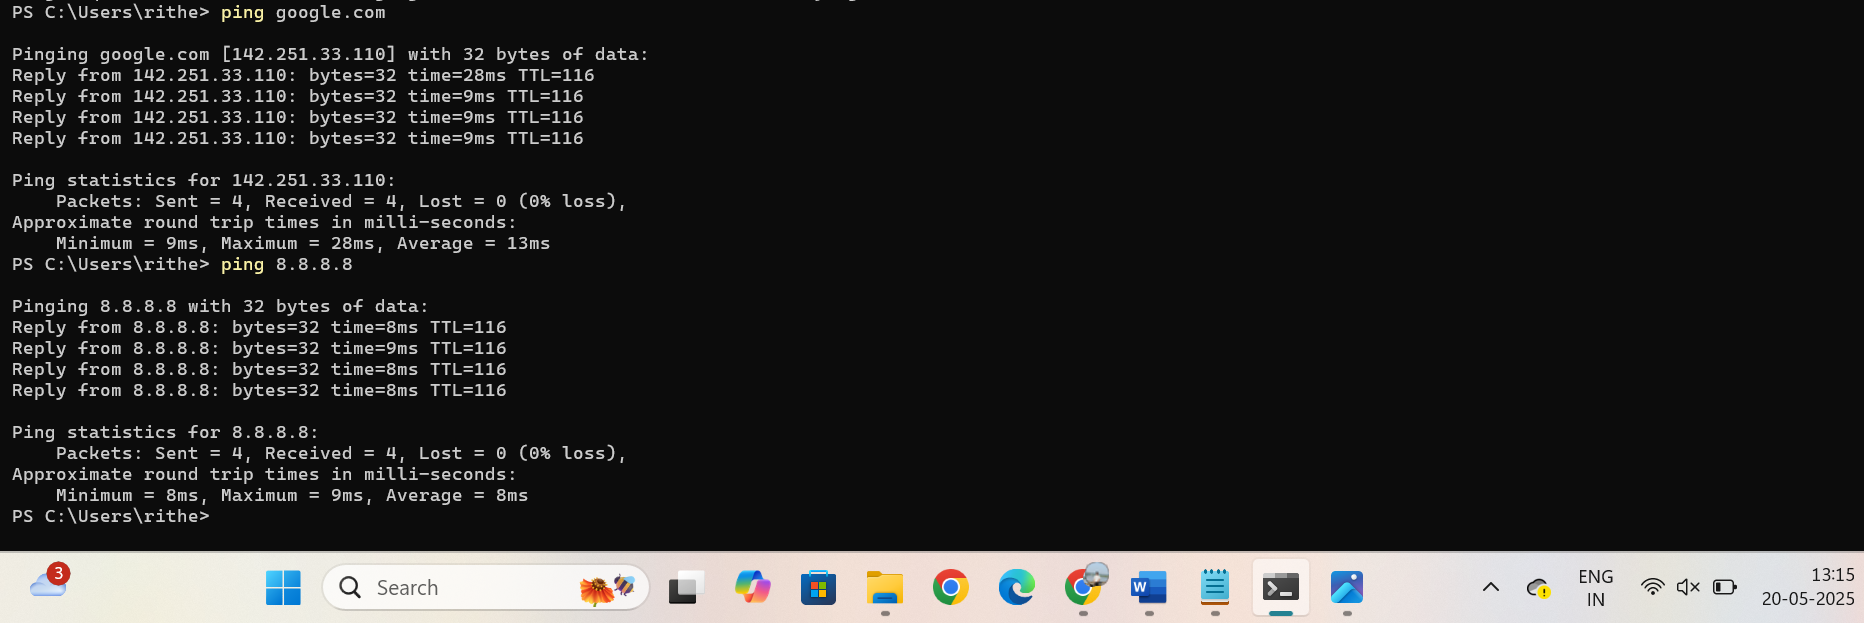 PS C:\Users\rithe> ping google.com
Pinging google.com [142.251.33.110] with 32 bytes of data:
Reply from 142.251.33.110: bytes=32 time=28ms TTL=116
Reply from 142.251.33.110: bytes=32 time=9ms TTL=116
Reply from 142.251.33.110: bytes=32 time=9ms TTL=116
Reply from 142.251.33.110: bytes=32 time=9ms TTL=116
Ping statistics for 142.251.33.110:
    Packets: Sent = 4, Received = 4, Lost = 0 (0% loss),
Approximate round trip times in milli-seconds:
    Minimum = 9ms, Maximum = 28ms, Average = 13ms
PS C:\Users\rithe> ping 8.8.8.8
Pinging 8.8.8.8 with 32 bytes of data:
Reply from 8.8.8.8: bytes=32 time=8ms TTL=116
Reply from 8.8.8.8: bytes=32 time=9ms TTL=116
Reply from 8.8.8.8: bytes=32 time=8ms TTL=116
Reply from 8.8.8.8: bytes=32 time=8ms TTL=116
Ping statistics for 8.8.8.8:
    Packets: Sent = 4, Received = 4, Lost = 0 (0% loss),
Approximate round trip times in milli-seconds:
    Minimum = 8ms, Maximum = 9ms, Average = 8ms
PS C:\Users\rithe>
3
Search
W
ENG
IN
13:15
20-05-2025